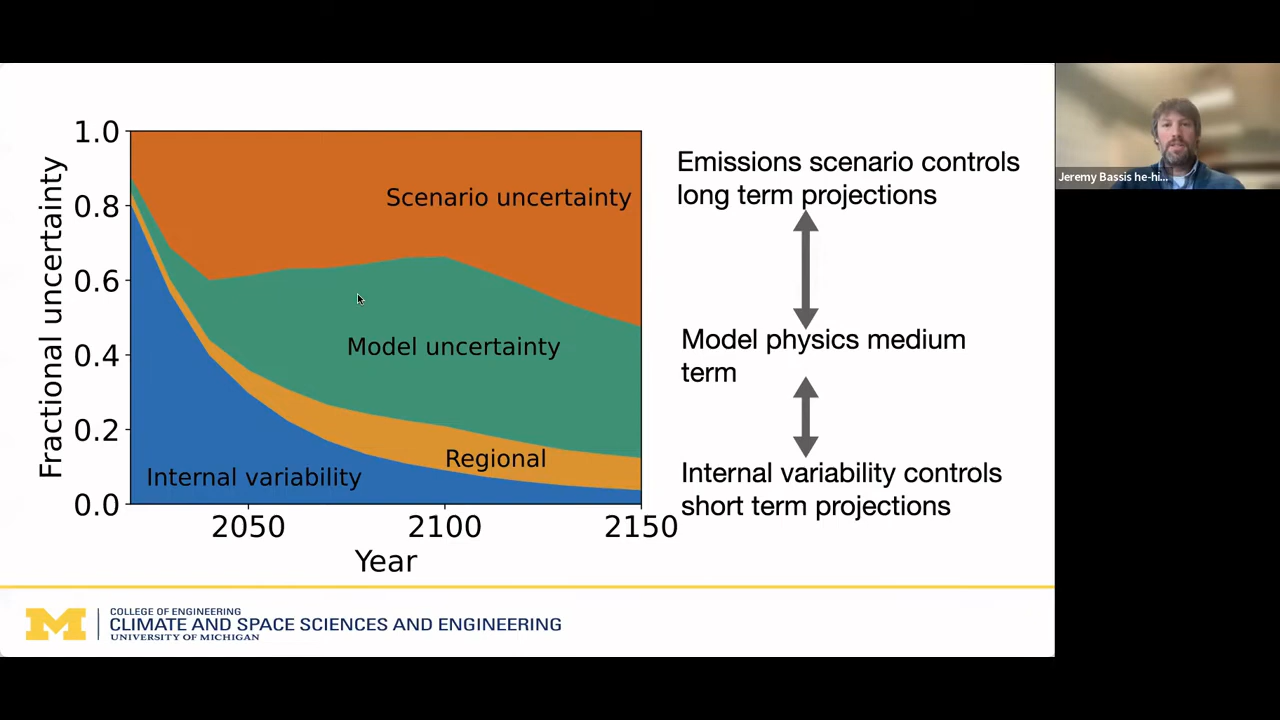 1.0
0.8
0.6
0.4
0.2
0.0
Fractional uncertainty
Scenario uncertainty
Model uncertainty
Regional
Internal variability
2050
2100
2150
Year
Emissions scenario controls
long term projections
Model physics medium
term
Internal variability controls
short term projections
M
COLLEGE OF ENGINEERING
CLIMATE AND SPACE SCIENCES AND ENGINEERING
UNIVERSITY OF MICHIGAN
Jeremy Bassis he-hi...